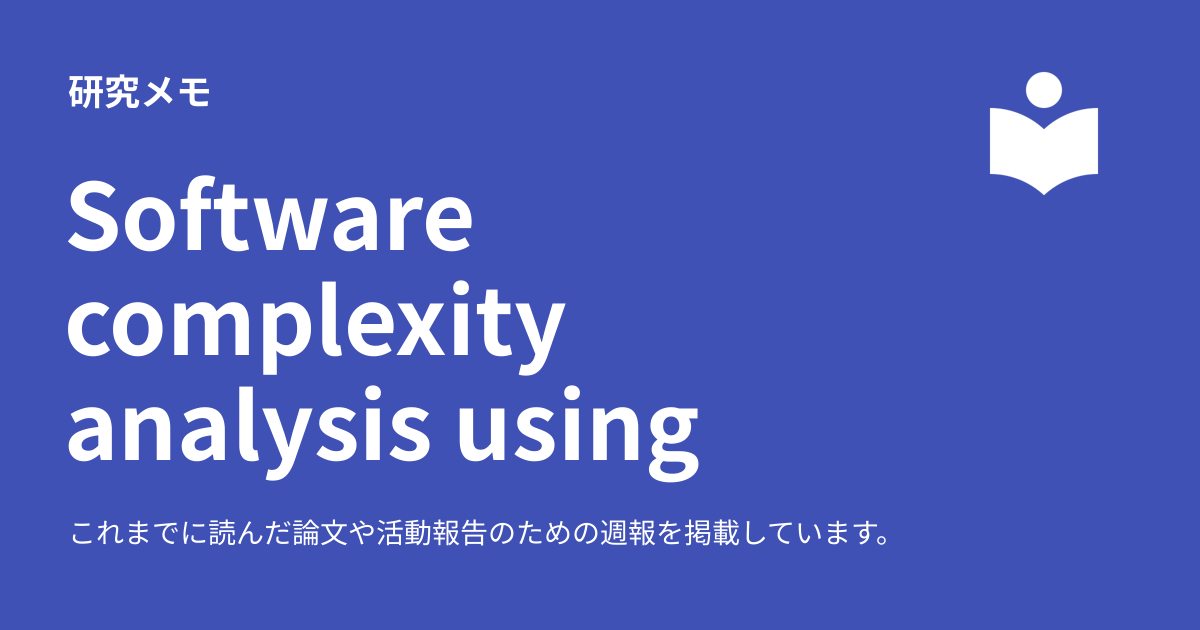 研究メモ
Software
complexity
analysis using
これまでに読んだ論文や活動報告のための週報を掲載しています。